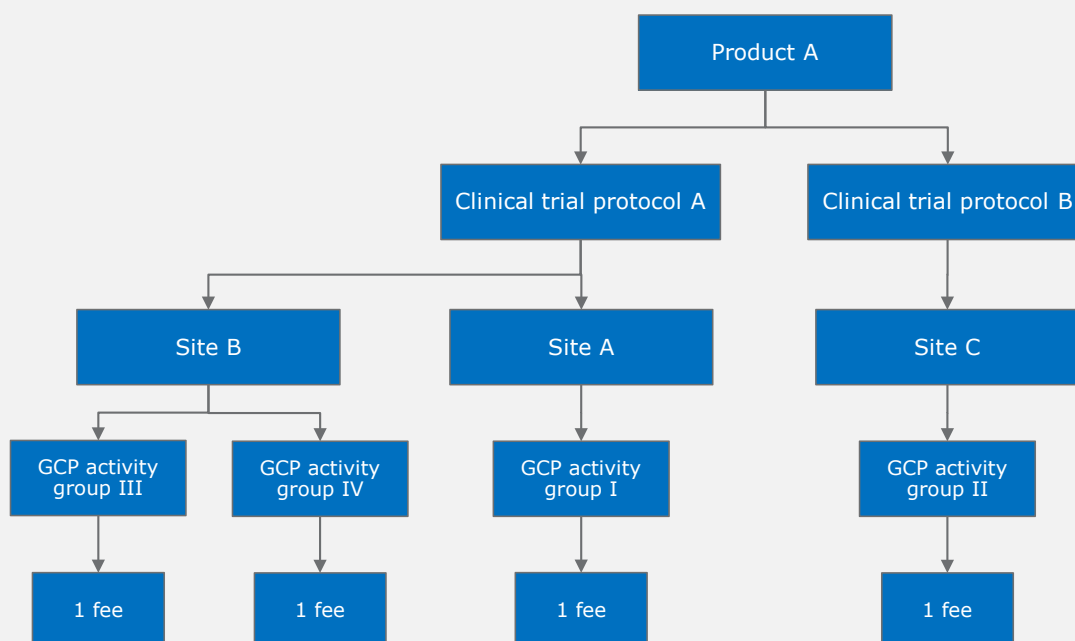 Product A
Clinical trial protocol A
Clinical trial protocol B
Site B
Site A
Site C
GCP activity
group III
GCP activity
group IV
GCP activity
group I
GCP activity
group II
1 fee
1 fee
1 fee
1 fee